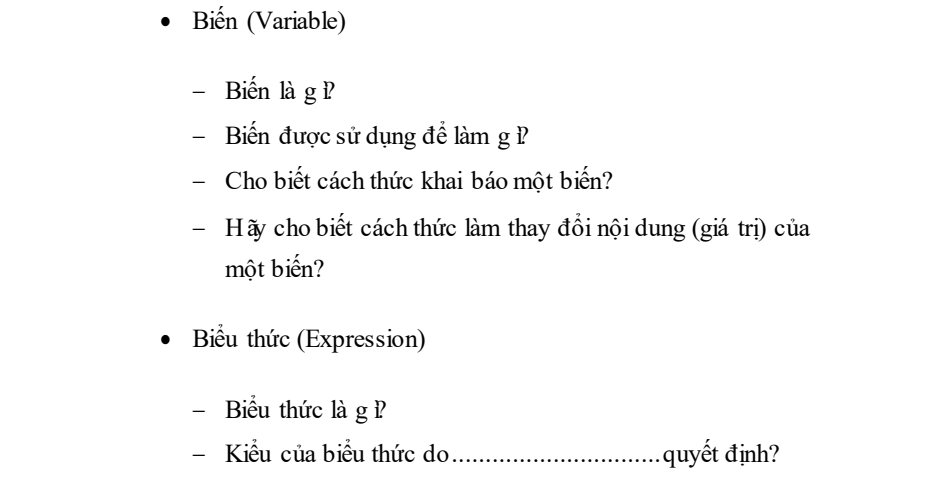 • Biến (Variable)
– Biến là gì?
– Biến được sử dụng để làm gì?
– Cho biết cách thức khai báo một biến?
– Hãy cho biết cách thức làm thay đổi nội dung (giá trị) của
một biến?
• Biểu thức (Expression)
– Biểu thức là gì?
– Kiểu của biểu thức do...............................quyết định?